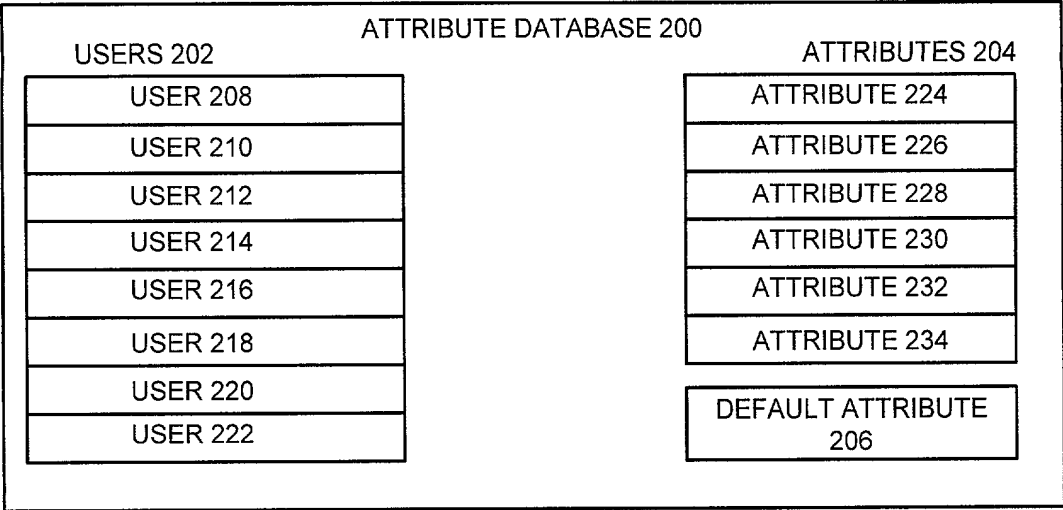 ATTRIBUTE DATABASE 200
USERS 202
USER 208
USER 210
USER 212
USER 214
USER 216
USER 218
USER 220
USER 222
ATTRIBUTES 204
ATTRIBUTE 224
ATTRIBUTE 226
ATTRIBUTE 228
ATTRIBUTE 230
ATTRIBUTE 232
ATTRIBUTE 234
DEFAULT ATTRIBUTE
206